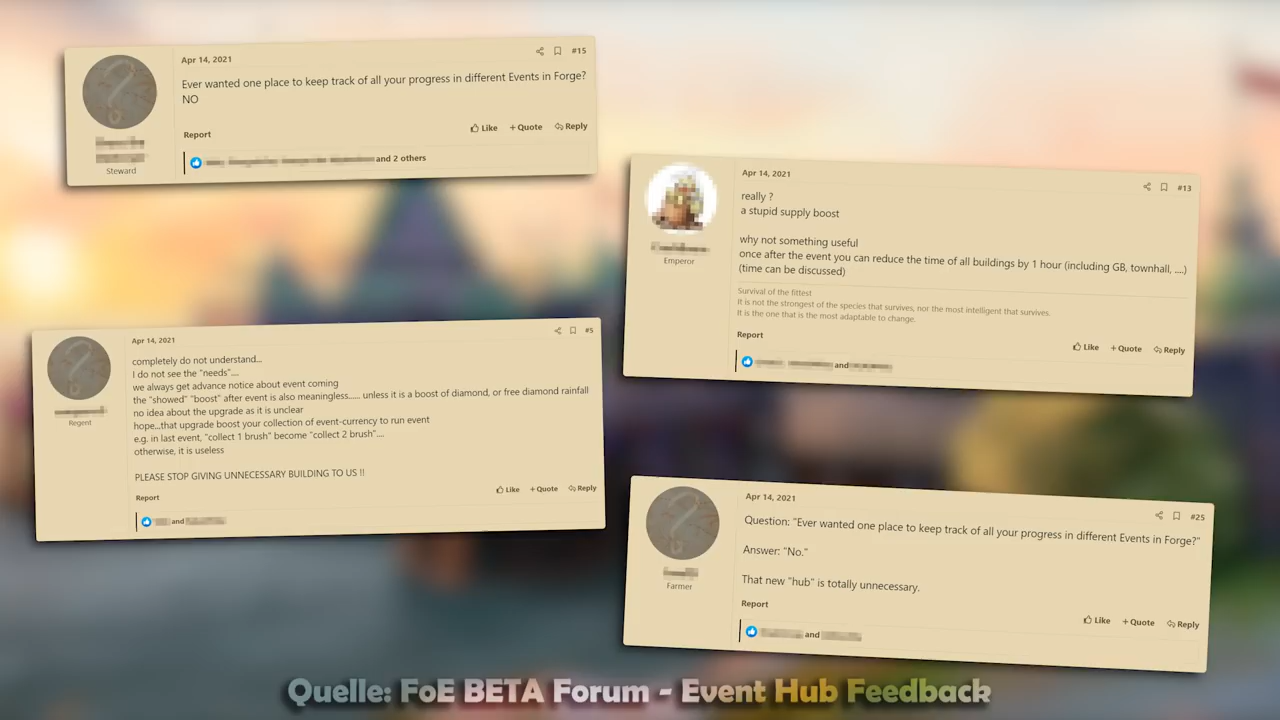 Apr 14, 2021
#15
Ever wanted one place to keep track of all your progress in different Events in Forge?
NO
Steward
Report
Like
+Quote
Reply
and 2 others
Apr 14, 2021
#13
really ?
a stupid supply boost
why not something useful
once after the event you can reduce the time of all buildings by 1 hour (including GB, townhall, ....)
(time can be discussed)
Emperor
Survival of the fittest
It is not the strongest of the species that survives, nor the most intelligent that survives.
It is the one that is the most adaptable to change.
Report
Like
+Quote
Reply
and
Apr 14, 2021
#5
completely do not understand...
I do not see the "needs"....
we always get advance notice about event coming
the "showed" "boost" after event is also meaningless...... unless it is a boost of diamond, or free diamond rainfall
no idea about the upgrade as it is unclear
hope...that upgrade boost your collection of event-currency to run event
e.g. in last event, "collect 1 brush" become "collect 2 brush"....
otherwise, it is useless
PLEASE STOP GIVING UNNECESSARY BUILDING TO US !!
Regent
Report
Like
+Quote
Reply
and
Apr 14, 2021
#25
Question: "Ever wanted one place to keep track of all your progress in different Events in Forge?"
Answer: "No."
That new "hub" is totally unnecessary.
Farmer
Report
Like
+Quote
Reply
and
Quelle: FoE BETA Forum - Event Hub Feedback